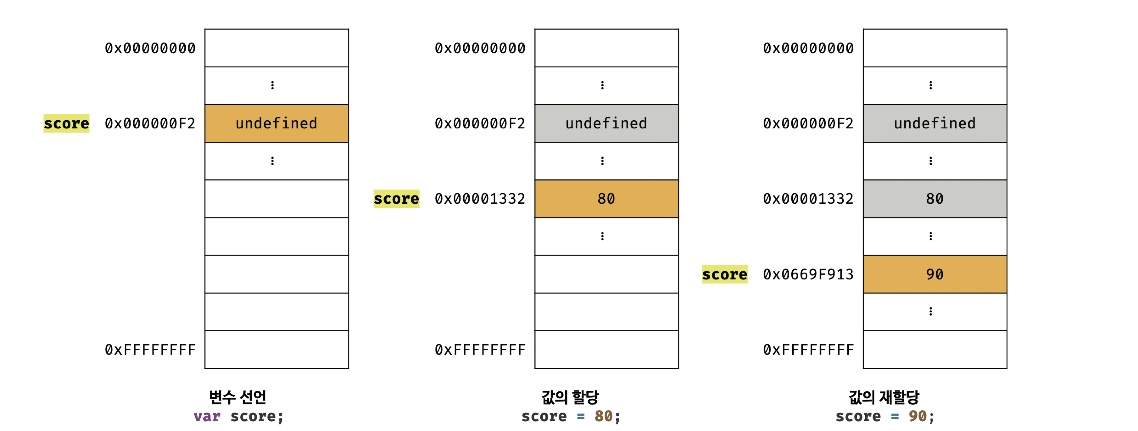 0x00000000
⋮
score 0x000000F2 undefined
⋮
0xFFFFFFFF
변수 선언
var score;
0x00000000
⋮
0x000000F2 undefined
⋮
score 0x00001332 80
⋮
0xFFFFFFFF
값의 할당
score = 80;
0x00000000
⋮
0x000000F2 undefined
⋮
0x00001332 80
⋮
score 0x0669F913 90
⋮
0xFFFFFFFF
값의 재할당
score = 90;